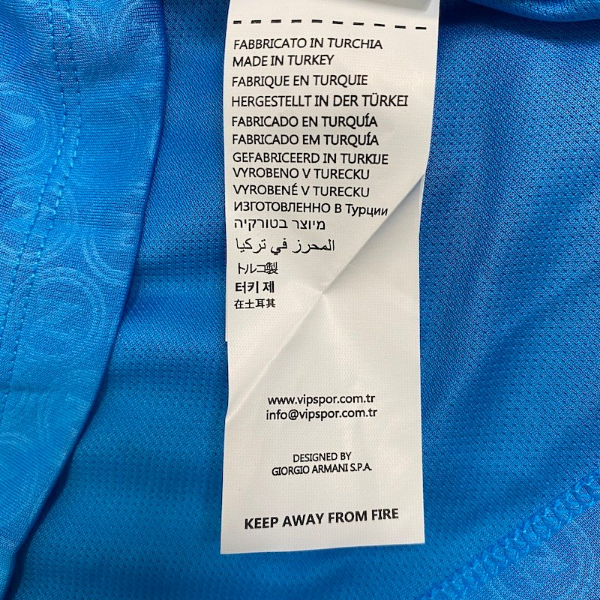 FABBRICATO IN TURCHIA
MADE IN TURKEY
FABRIQUE EN TURQUIE
HERGESTELLT IN DER TÜRKEI
FABRICADO EN TURQUÍA
FABRICADO EM TURQUÍA
GEFABRICEERD IN TURKIJE
VYROBENO V TURECKU
VYROBENÉ V TURECKU
ИЗГОТОВЛЕННО В Турции
מיוצר בטורקיה
المحرز في تركيا
トルコ製
터키 제
在土耳其
www.vipspor.com.tr
info@vipspor.com.tr
DESIGNED BY
GIORGIO ARMANI S.P.A.
KEEP AWAY FROM FIRE